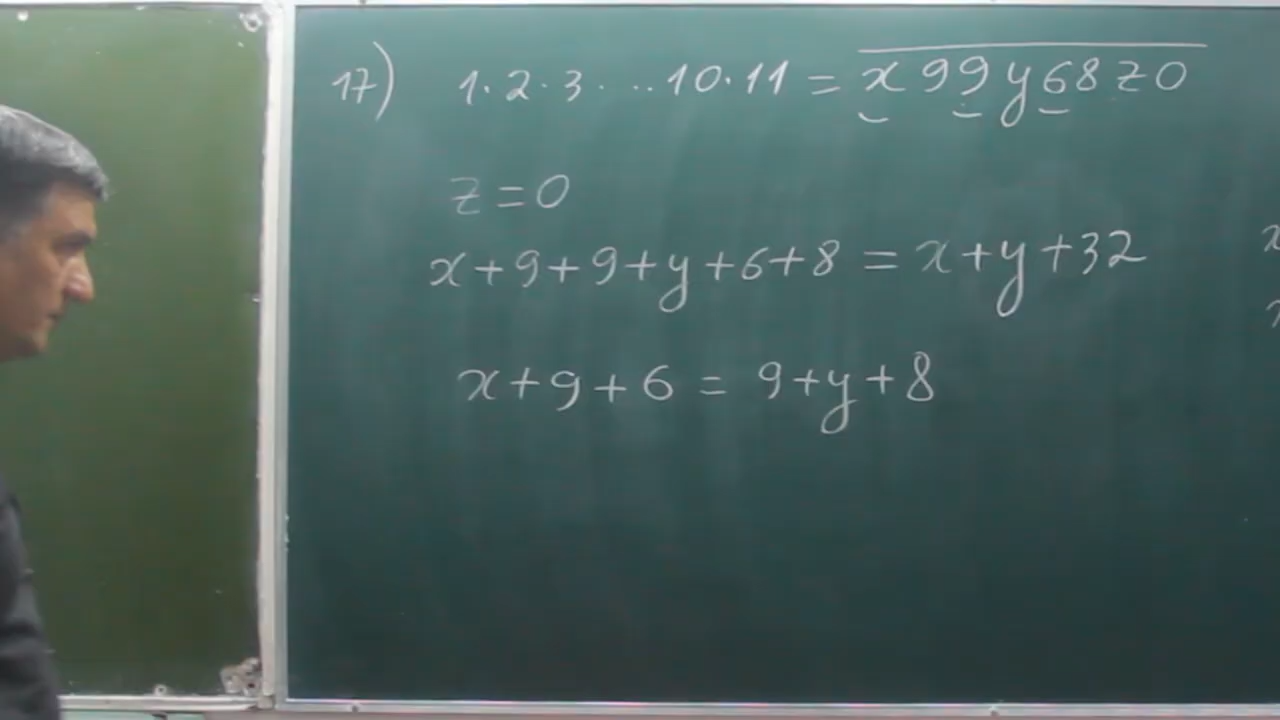 17) 1·2·3·...10·11 = x99y68z0
z=0
x+9+9+y+6+8 = x+y+32
x+9+6 = 9+y+8